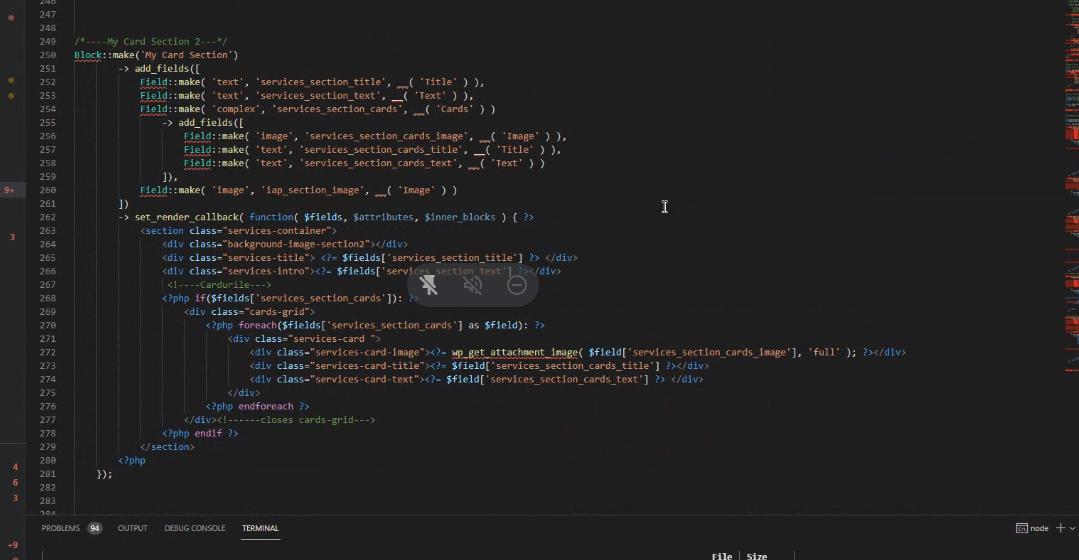 246
247
248
249 /*----My Card Section 2---*/
250 Block::make('My Card Section')
251 -> add_fields([
252 Field::make( 'text', 'services_section_title', __( 'Title' ) ),
253 Field::make( 'text', 'services_section_text', __( 'Text' ) ),
254 Field::make( 'complex', 'services_section_cards', __( 'Cards' ) )
255 -> add_fields([
256 Field::make( 'image', 'services_section_cards_image', __( 'Image' ) ),
257 Field::make( 'text', 'services_section_cards_title', __( 'Title' ) ),
258 Field::make( 'text', 'services_section_cards_text', __( 'Text' ) )
259 ]),
9+ 260 Field::make( 'image', 'iap_section_image', __( 'Image' ) )
261 ])
262 -> set_render_callback( function( $fields, $attributes, $inner_blocks ) { ?>
263 <section class="services-container">
3 264 <div class="background-image-section2"></div>
265 <div class="services-title"> <?= $fields['services_section_title'] ?> </div>
266 <div class="services-intro"><?= $fields['services_section_text'] ?></div>
267 <!----Cardurile--->
268 <?php if($fields['services_section_cards']): ?>
269 <div class="cards-grid">
270 <?php foreach($fields['services_section_cards'] as $field): ?>
271 <div class="services-card ">
272 <div class="services-card-image"><?= wp_get_attachment_image( $field['services_section_cards_image'], 'full' ); ?></div>
273 <div class="services-card-title"><?= $field['services_section_cards_title'] ?></div>
274 <div class="services-card-text"><?= $field['services_section_cards_text'] ?> </div>
275 </div>
276 <?php endforeach ?>
277 </div><!------closes cards-grid--->
278 <?php endif ?>
279 </section>
280 <?php
281 });
282
4
283
6
284
3
PROBLEMS 94 OUTPUT DEBUG CONSOLE TERMINAL node
+9
File Size